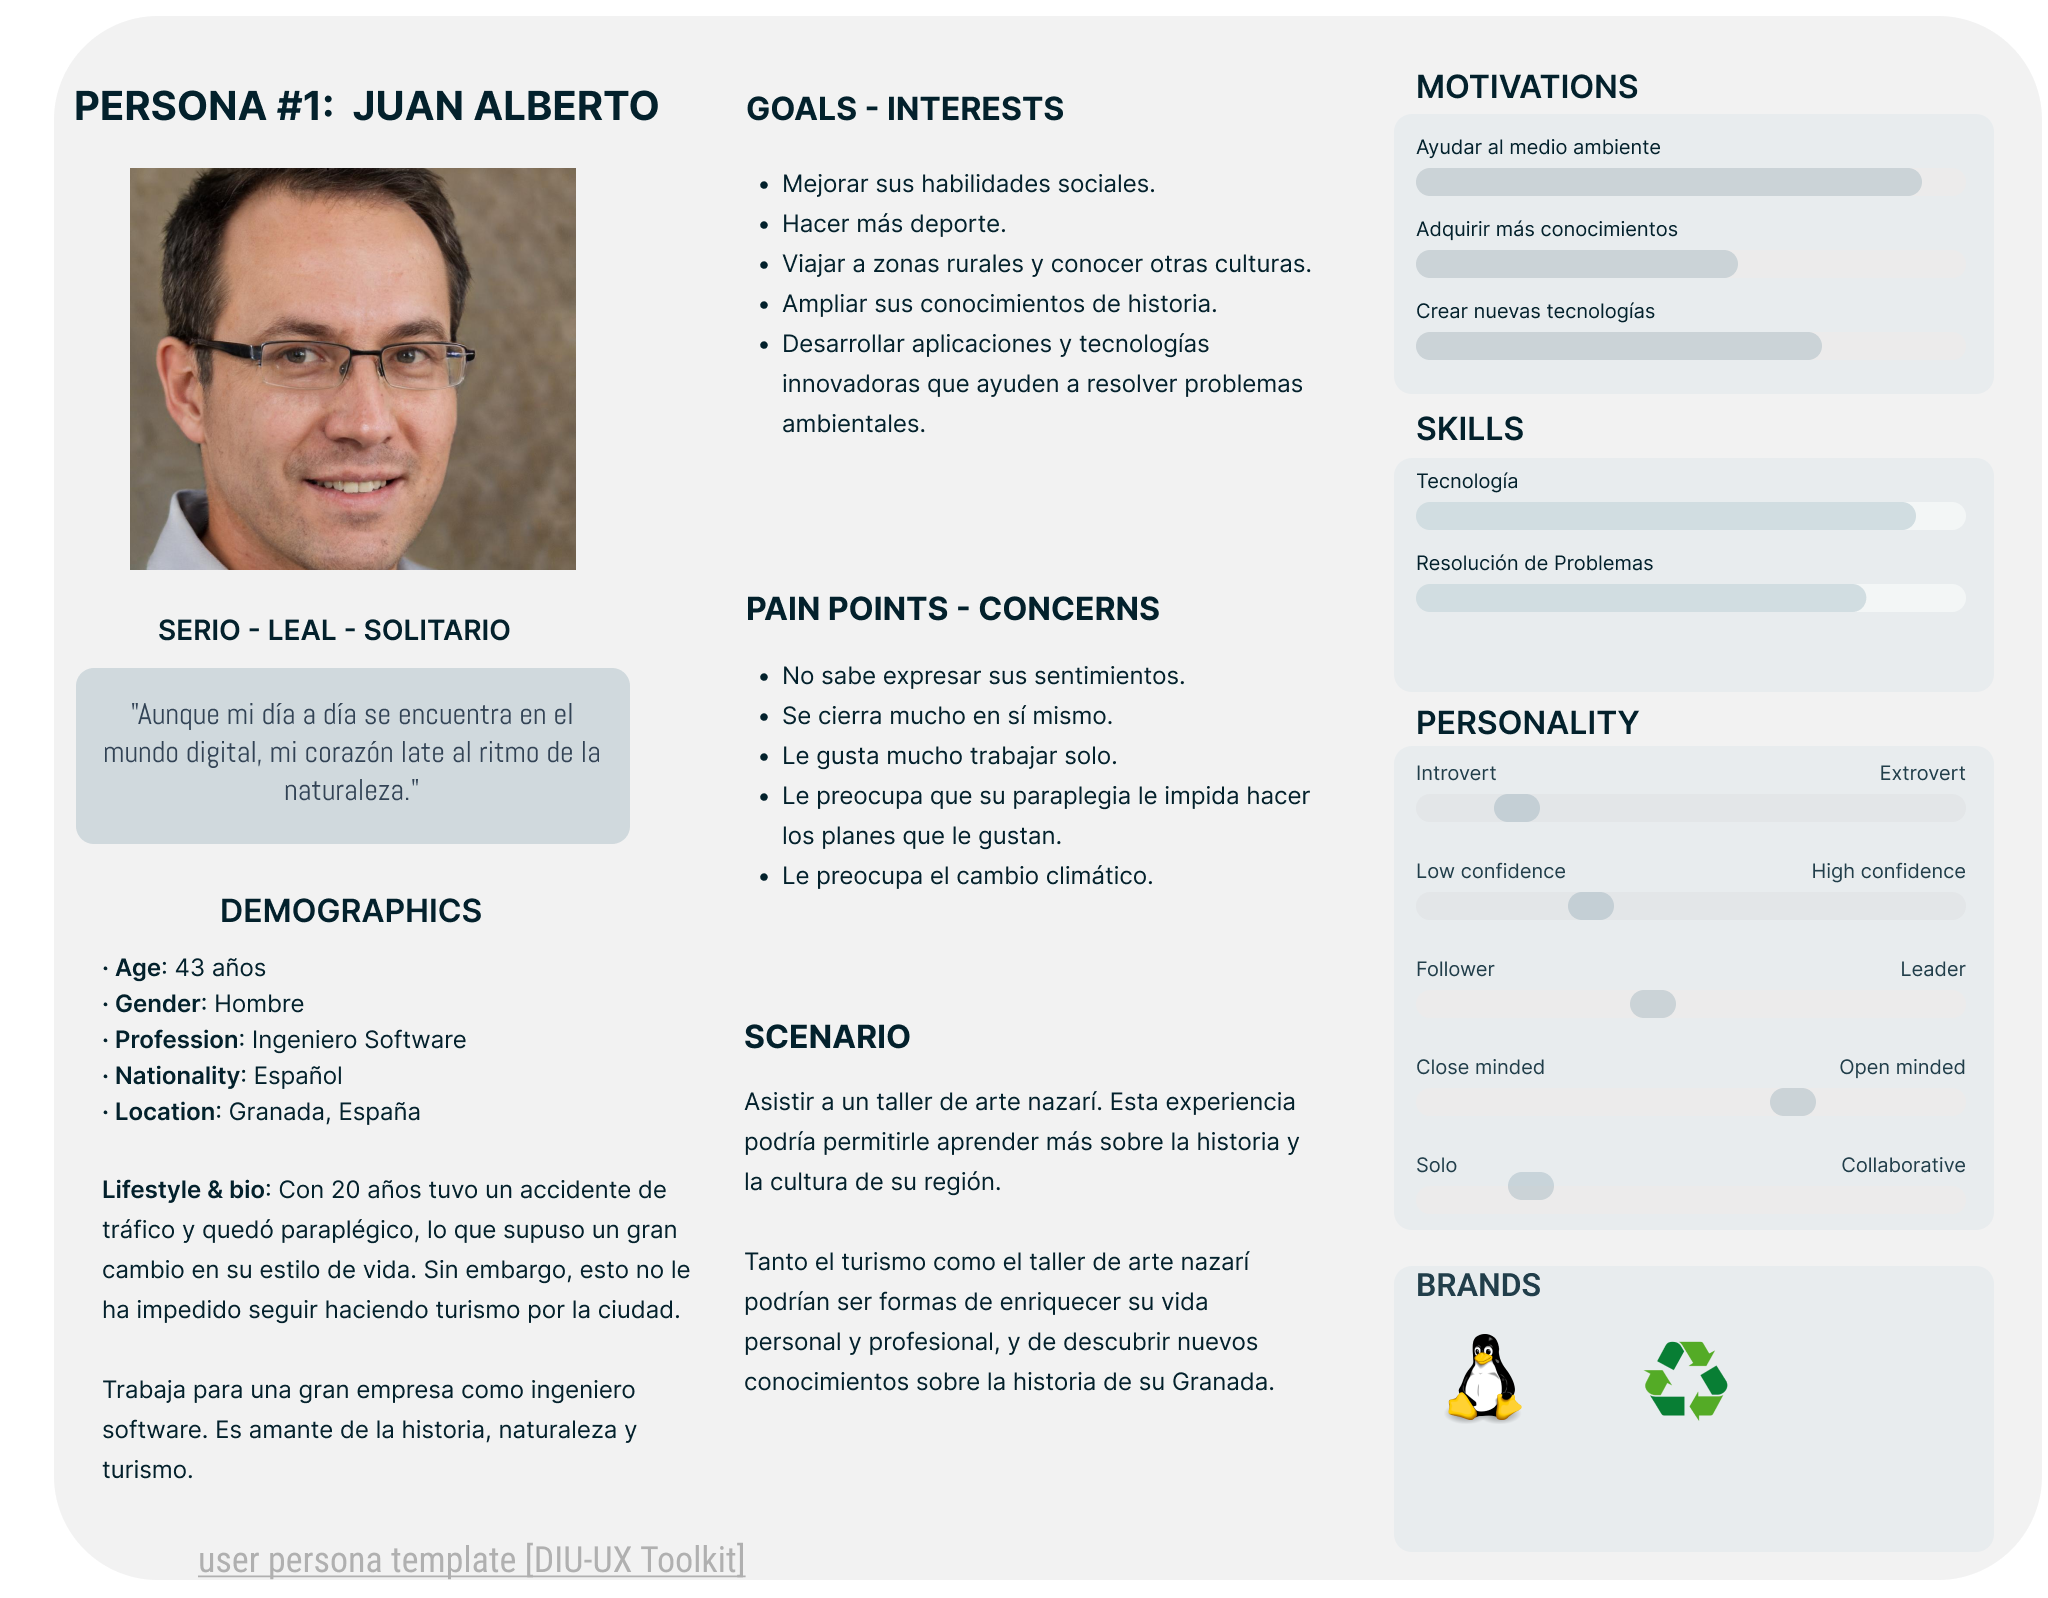 PERSONA #1: JUAN ALBERTO
SERIO - LEAL - SOLITARIO
"Aunque mi día a día se encuentra en el
mundo digital, mi corazón late al ritmo de la
naturaleza."
DEMOGRAPHICS
· Age: 43 años
· Gender: Hombre
· Profession: Ingeniero Software
· Nationality: Español
· Location: Granada, España
Lifestyle & bio: Con 20 años tuvo un accidente de
tráfico y quedó paraplégico, lo que supuso un gran
cambio en su estilo de vida. Sin embargo, esto no le
ha impedido seguir haciendo turismo por la ciudad.
Trabaja para una gran empresa como ingeniero
software. Es amante de la historia, naturaleza y
turismo.
user persona template [DIU-UX Toolkit]
GOALS - INTERESTS
• Mejorar sus habilidades sociales.
• Hacer más deporte.
• Viajar a zonas rurales y conocer otras culturas.
• Ampliar sus conocimientos de historia.
• Desarrollar aplicaciones y tecnologías
innovadoras que ayuden a resolver problemas
ambientales.
PAIN POINTS - CONCERNS
• No sabe expresar sus sentimientos.
• Se cierra mucho en sí mismo.
• Le gusta mucho trabajar solo.
• Le preocupa que su paraplegia le impida hacer
los planes que le gustan.
• Le preocupa el cambio climático.
SCENARIO
Asistir a un taller de arte nazarí. Esta experiencia
podría permitirle aprender más sobre la historia y
la cultura de su región.
Tanto el turismo como el taller de arte nazarí
podrían ser formas de enriquecer su vida
personal y profesional, y de descubrir nuevos
conocimientos sobre la historia de su Granada.
MOTIVATIONS
Ayudar al medio ambiente
Adquirir más conocimientos
Crear nuevas tecnologías
SKILLS
Tecnología
Resolución de Problemas
PERSONALITY
Introvert Extrovert
Low confidence High confidence
Follower Leader
Close minded Open minded
Solo Collaborative
BRANDS